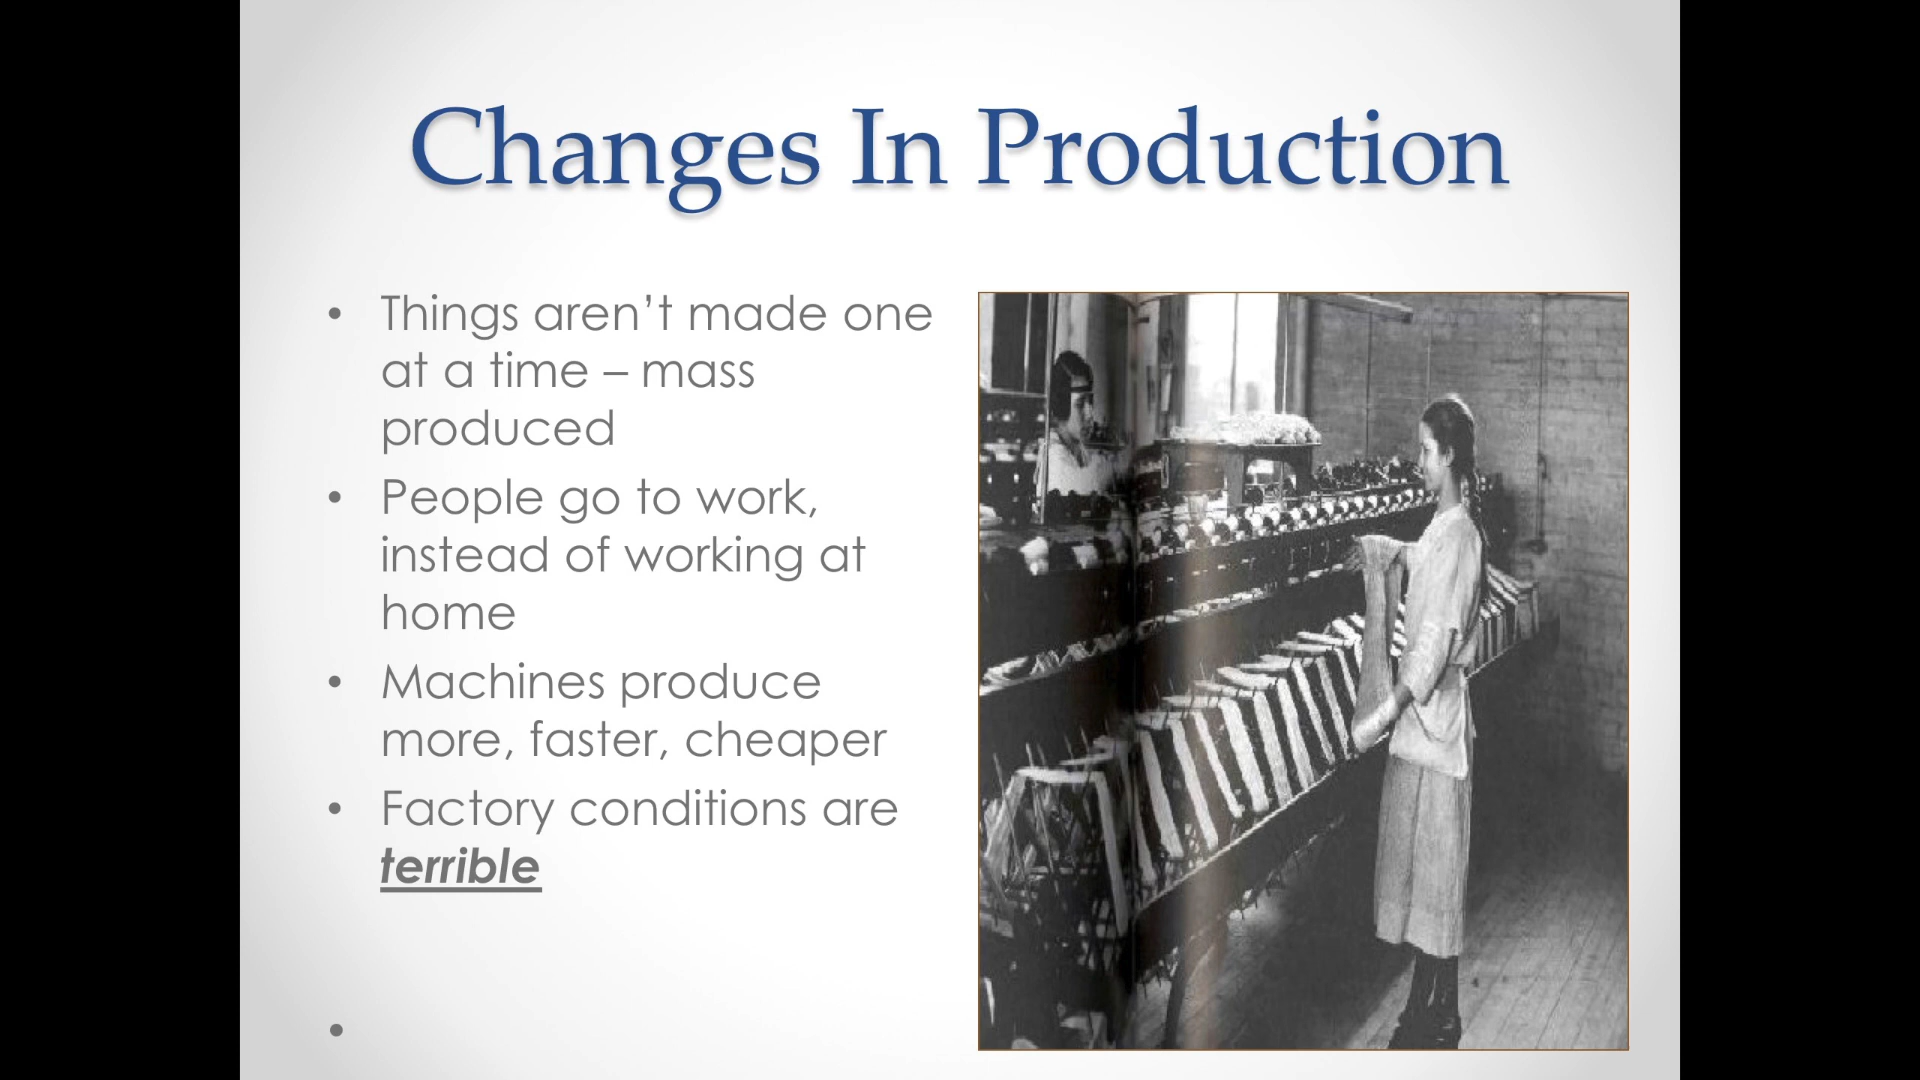 Changes In Production
• Things aren’t made one
at a time – mass
produced
• People go to work,
instead of working at
home
• Machines produce
more, faster, cheaper
• Factory conditions are
terrible
•